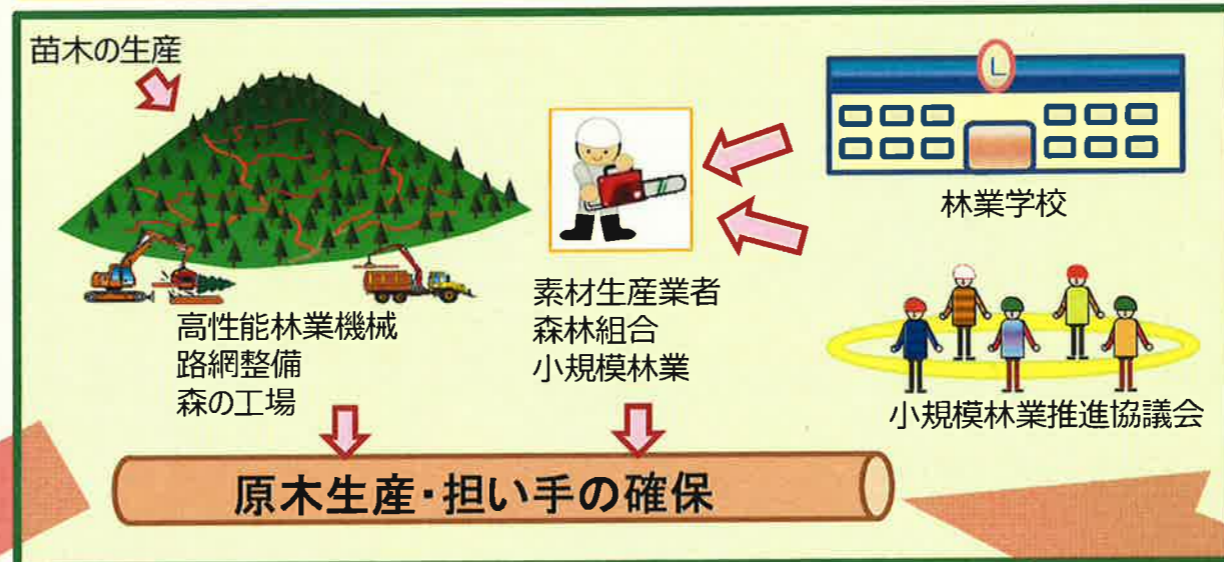 苗木の生産
林業学校
高性能林業機械
路網整備
森の工場
素材生産業者
森林組合
小規模林業
小規模林業推進協議会
原木生産・担い手の確保